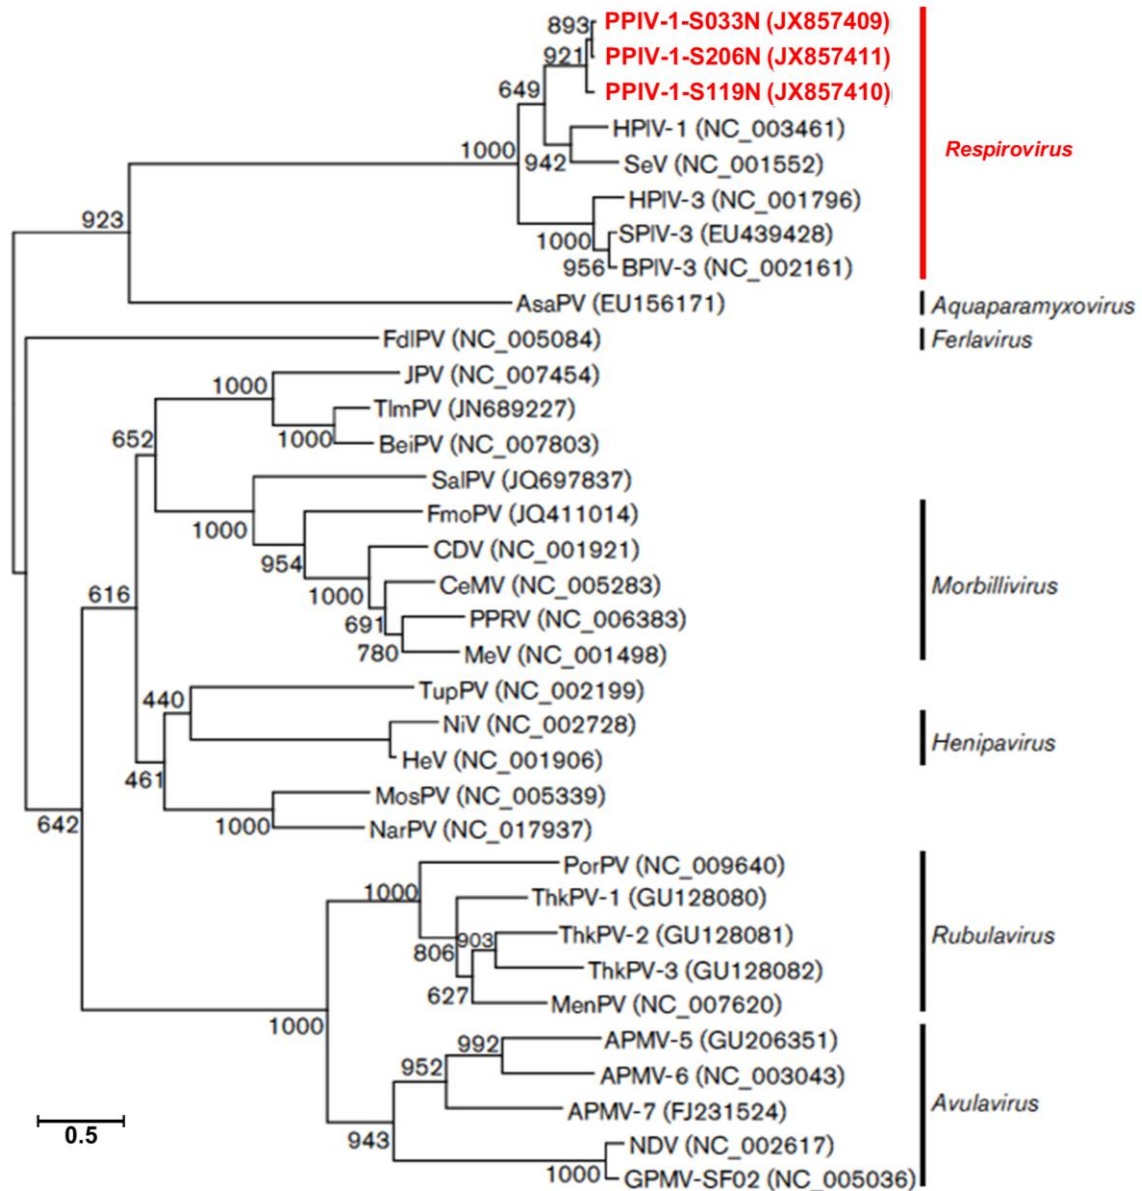 893 PPIV-1-S033N (JX857409)
921 PPIV-1-S206N (JX857411)
PPIV-1-S119N (JX857410)
649
HPIV-1 (NC_003461)
1000 942 SeV (NC_001552)
Respirovirus
HPIV-3 (NC_001796)
923
1000 SPIV-3 (EU439428)
956 BPIV-3 (NC_002161)
AsaPV (EU156171) Aquaparamyxovirus
FdlPV (NC_005084) Ferlavirus
1000 JPV (NC_007454)
TlmPV (JN689227)
652 1000 BeiPV (NC_007803)
SalPV (JQ697837)
1000 FmoPV (JQ411014)
954 CDV (NC_001921)
1000 CeMV (NC_005283) Morbillivirus
616
691 PPRV (NC_006383)
780 MeV (NC_001498)
440 TupPV (NC_002199)
NiV (NC_002728)
Henipavirus
461 HeV (NC_001906)
MosPV (NC_005339)
642 1000 NarPV (NC_017937)
PorPV (NC_009640)
1000 ThkPV-1 (GU128080)
806 903 ThkPV-2 (GU128081) Rubulavirus
ThkPV-3 (GU128082)
627 MenPV (NC_007620)
1000
992 APMV-5 (GU206351)
952 APMV-6 (NC_003043)
APMV-7 (FJ231524) Avulavirus
0.5
943 NDV (NC_002617)
1000 GPMV-SF02 (NC_005036)